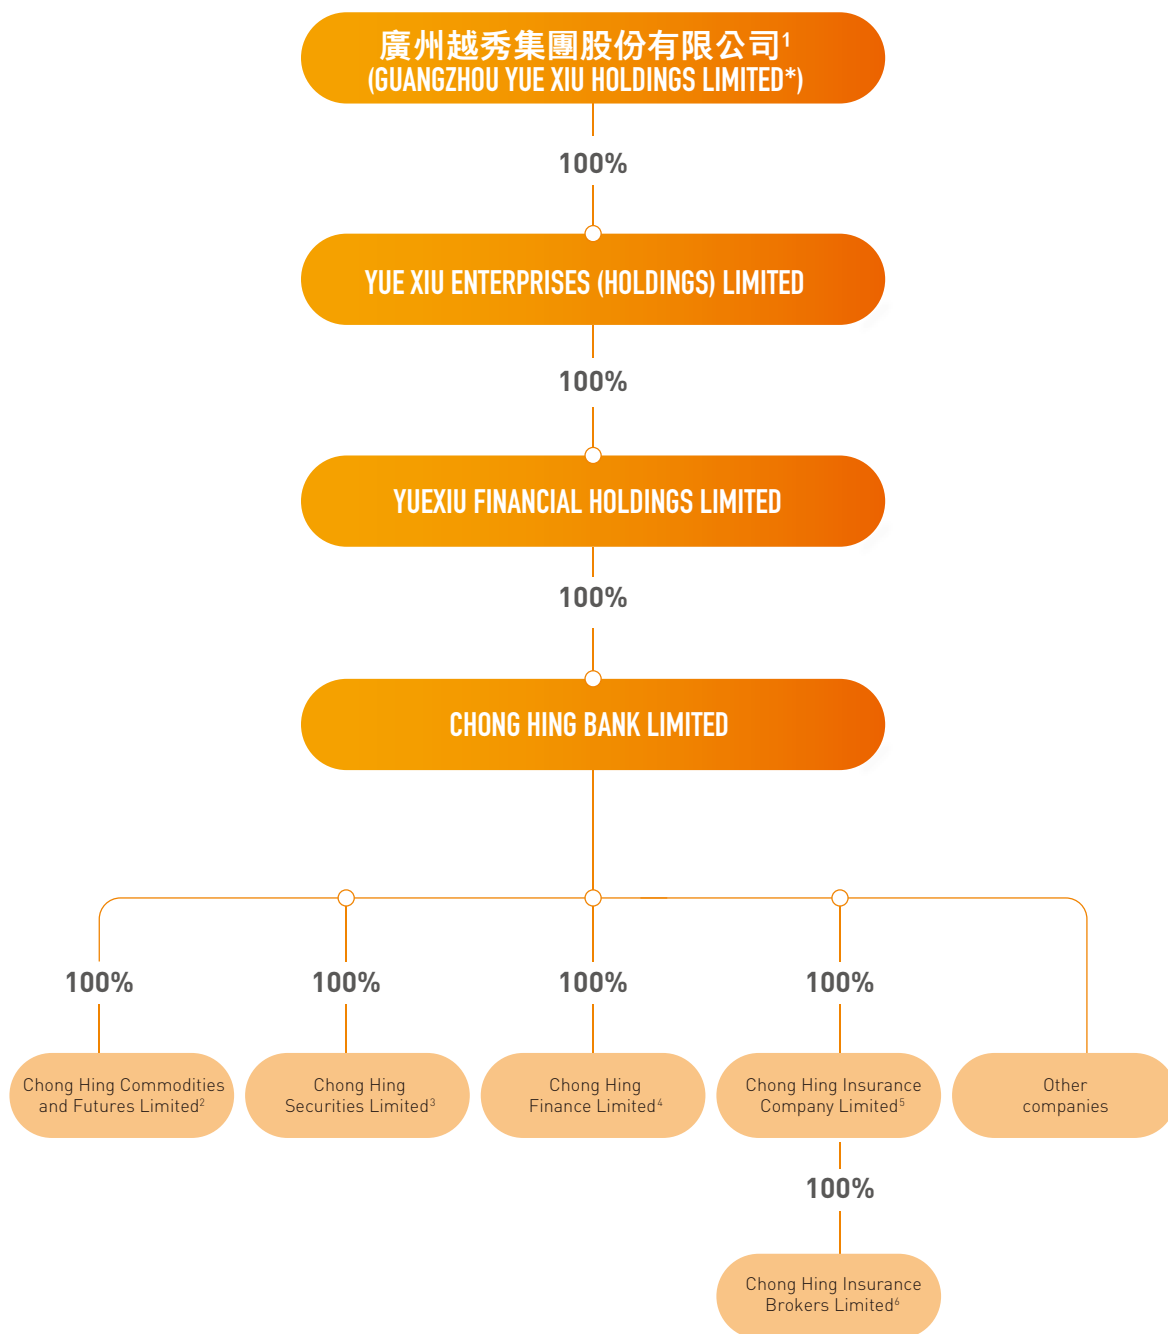 廣州越秀集團股份有限公司¹
(GUANGZHOU YUE XIU HOLDINGS LIMITED*)
100%
YUE XIU ENTERPRISES (HOLDINGS) LIMITED
100%
YUEXIU FINANCIAL HOLDINGS LIMITED
100%
CHONG HING BANK LIMITED
100%
100%
100%
100%
Chong Hing Commodities
and Futures Limited²
Chong Hing
Securities Limited³
Chong Hing
Finance Limited⁴
Chong Hing Insurance
Company Limited⁵
Other
companies
100%
Chong Hing Insurance
Brokers Limited⁶